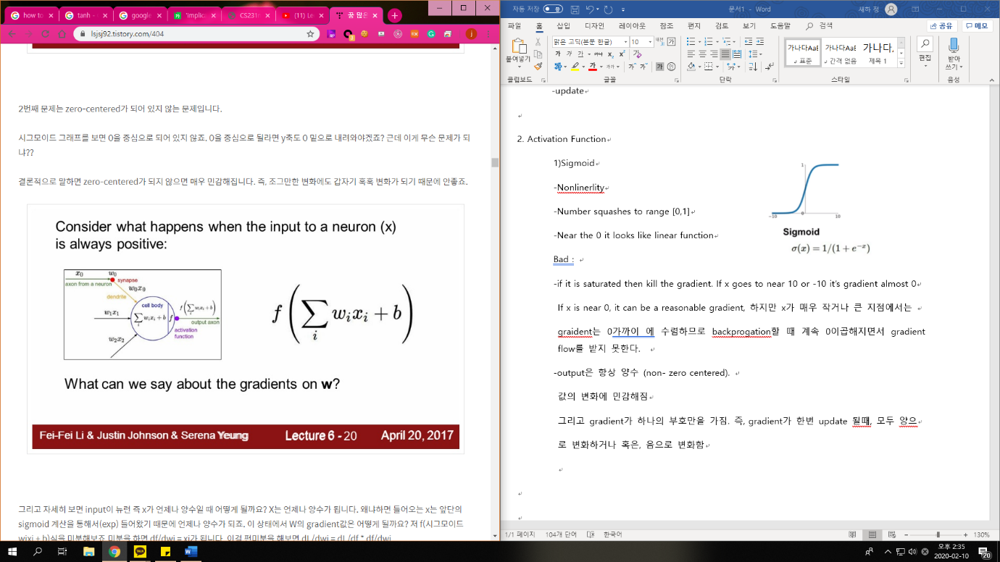 how to
tanh -
google
'implica
CS231n
(11) Le
꿈 많은
lsjsj92.tistory.com/404
2번째 문제는 zero-centered가 되어 있지 않는 문제입니다.
시그모이드 그래프를 보면 0을 중심으로 되어 있지 않죠. 0을 중심으로 될라면 y축도 0 밑으로 내려와야겠죠? 근데 이게 무슨 문제가 되
냐??
결론적으로 말하면 zero-centered가 되지 않으면 매우 민감해집니다. 즉, 조그만한 변화에도 갑자기 훅훅 변화가 되기 때문에 안좋죠.
Consider what happens when the input to a neuron (x)
is always positive:
x0 w0
axon from a neuron synapse
w0x0
dendrite
cell body
f(∑ wixi + b)
i
w1x1
∑ wixi + b f
i
output axon
activation
function
w2x2
f(∑ wixi + b)
i
What can we say about the gradients on w?
Fei-Fei Li & Justin Johnson & Serena Yeung Lecture 6 - 20 April 20, 2017
그리고 자세히 보면 input이 뉴런 즉 x가 언제나 양수일 때 어떻게 될까요? X는 언제나 양수가 됩니다. 왜냐하면 들어오는 x는 앞단의
sigmoid 계산을 통해서(exp) 들어왔기 때문에 언제나 양수가 되죠. 이 상태에서 W의 gradient값은 어떻게 될까요? 저 f(시그모이드
wixi + b)식을 미분해보죠 미분을 하면 df/dwi = xi가 됩니다. 이걸 편미분을 해보면 dL/dwi = dL/df * df/dwi
자동 저장
문서1 - Word
세하 정
파일 홈 삽입 디자인 레이아웃 참조 편지 검토 보기 도움말 검색 공유 메모
붙여넣기
맑은 고딕(본문 한글) 10
가나다AaB
표준
가나다AaB
간격 없음
가나다.
제목 1
편집
받아
쓰기
클립보드 글꼴 단락 스타일 음성
-update
2. Activation Function
1)Sigmoid
-Nonlinerlity
-Number squashes to range [0,1]
-Near the 0 it looks like linear function
1
0
-10 10
Sigmoid
σ(x) = 1/(1 + e^-x)
Bad :
-if it is saturated then kill the gradient. If x goes to near 10 or -10 it's gradient almost 0
If x is near 0, it can be a reasonable gradient, 하지만 x가 매우 작거나 큰 지점에서는
graident는 0가까이 에 수렴하므로 backprogation할 때 계속 0이곱해지면서 gradient
flow를 받지 못한다.
-output은 항상 양수 (non- zero centered).
값의 변화에 민감해짐
그리고 gradient가 하나의 부호만을 가짐. 즉, gradient가 한번 update 될때, 모두 양으
로 변화하거나 혹은, 음으로 변화함
1/1 페이지 104개 단어 한국어 130%
오후 2:35
2020-02-10
20